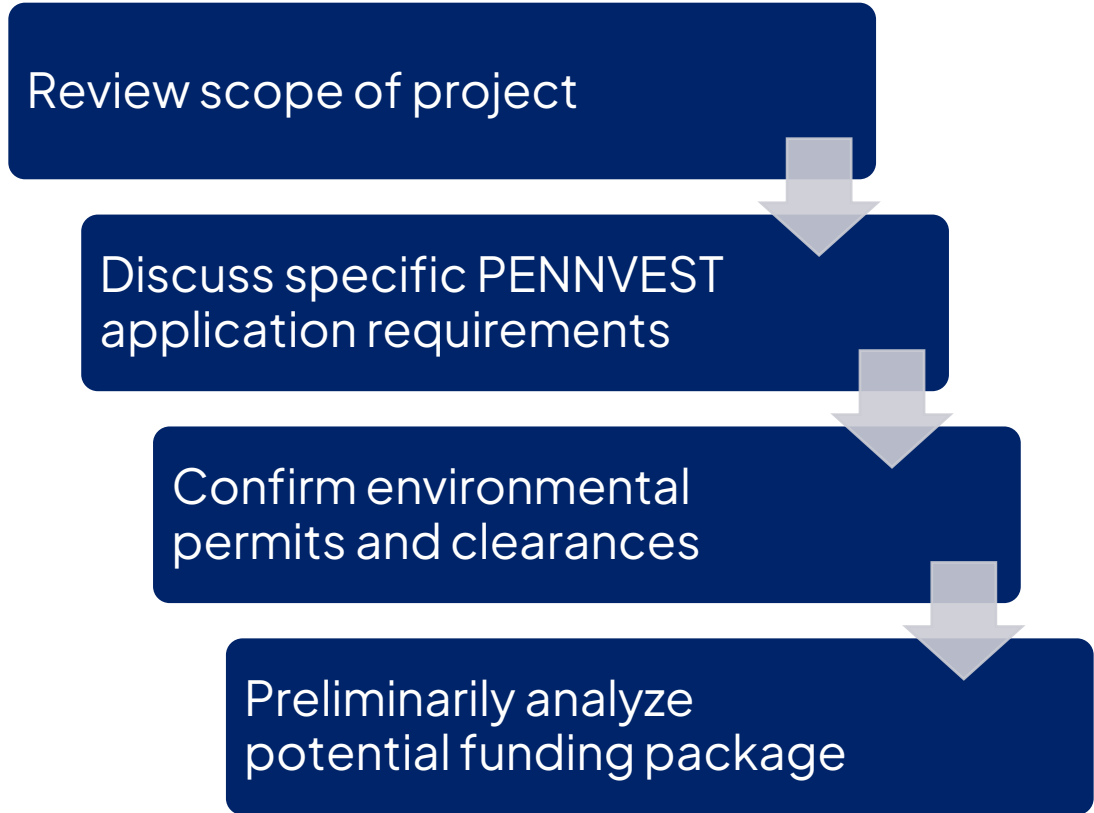 Review scope of project
Discuss specific PENNVEST
application requirements
Confirm environmental
permits and clearances
Preliminarily analyze
potential funding package